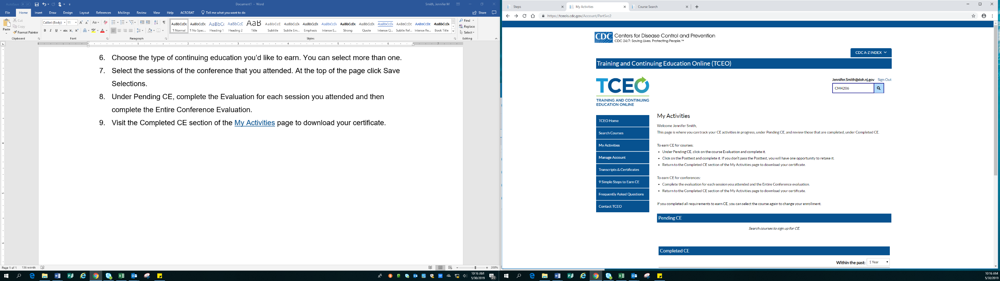 AutoSave Off
Document1 - Word
Smith, Jennifer M
File Home Insert Draw Design Layout References Mailings Review View Help ACROBAT Tell me what you want to do
Share
Paste
Cut
Copy
Format Painter
Clipboard
Calibri (Body) 11
Font
Paragraph
AaBbCcDc AaBbCcDc AaBbCc AaBbCcE AaB AaBbCcD AaBbCcDc AaBbCcDc AaBbCcDc AaBbCcDc AaBbCcDc AaBbCcDc AABBCCDC AABBCCDC AaBbCcDc
¶ Normal ¶ No Spac... Heading 1 Heading 2 Title Subtitle Subtle Em... Emphasis Intense E... Strong Quote Intense Q... Subtle Ref... Intense Re... Book Title
Styles
Find
Replace
Select
Editing
6. Choose the type of continuing education you'd like to earn. You can select more than one.
7. Select the sessions of the conference that you attended. At the top of the page click Save
Selections.
8. Under Pending CE, complete the Evaluation for each session you attended and then
complete the Entire Conference Evaluation.
9. Visit the Completed CE section of the My Activities page to download your certificate.
Page 1 of 1 136 words
200%
10:16 AM
5/30/2019
20
Steps
My Activities
Course Search
https://tceols.cdc.gov/Account/PartSvc2
CDC Centers for Disease Control and Prevention
CDC 24/7: Saving Lives. Protecting People.™
CDC A-Z INDEX
Training and Continuing Education Online (TCEO)
TCEO
TRAINING AND CONTINUING
EDUCATION ONLINE
Jennifer.Smith@doh.nj.gov Sign Out
CM4206
TCEO Home
Search Courses
My Activities
Manage Account
Transcripts & Certificates
9 Simple Steps to Earn CE
Frequently Asked Questions
Contact TCEO
My Activities
Welcome Jennifer Smith,
This page is where you can track your CE activities in progress, under Pending CE, and review those that are completed, under Completed CE.
To earn CE for courses:
• Under Pending CE, click on the course Evaluation and complete it.
• Click on the Posttest and complete it. If you don't pass the Posttest, you will have one opportunity to retake it.
• Return to the Completed CE section of the My Activities page to download your certificate.
To earn CE for conferences:
• Complete the evaluation for each session you attended and the Entire Conference evaluation.
• Return to the Completed CE section of the My Activities page to download your certificate.
If you completed all requirements to earn CE, you can select the course again to change your enrollment.
Pending CE
Search courses to sign up for CE.
Completed CE
Within the past: 1 Year
10:16 AM
5/30/2019